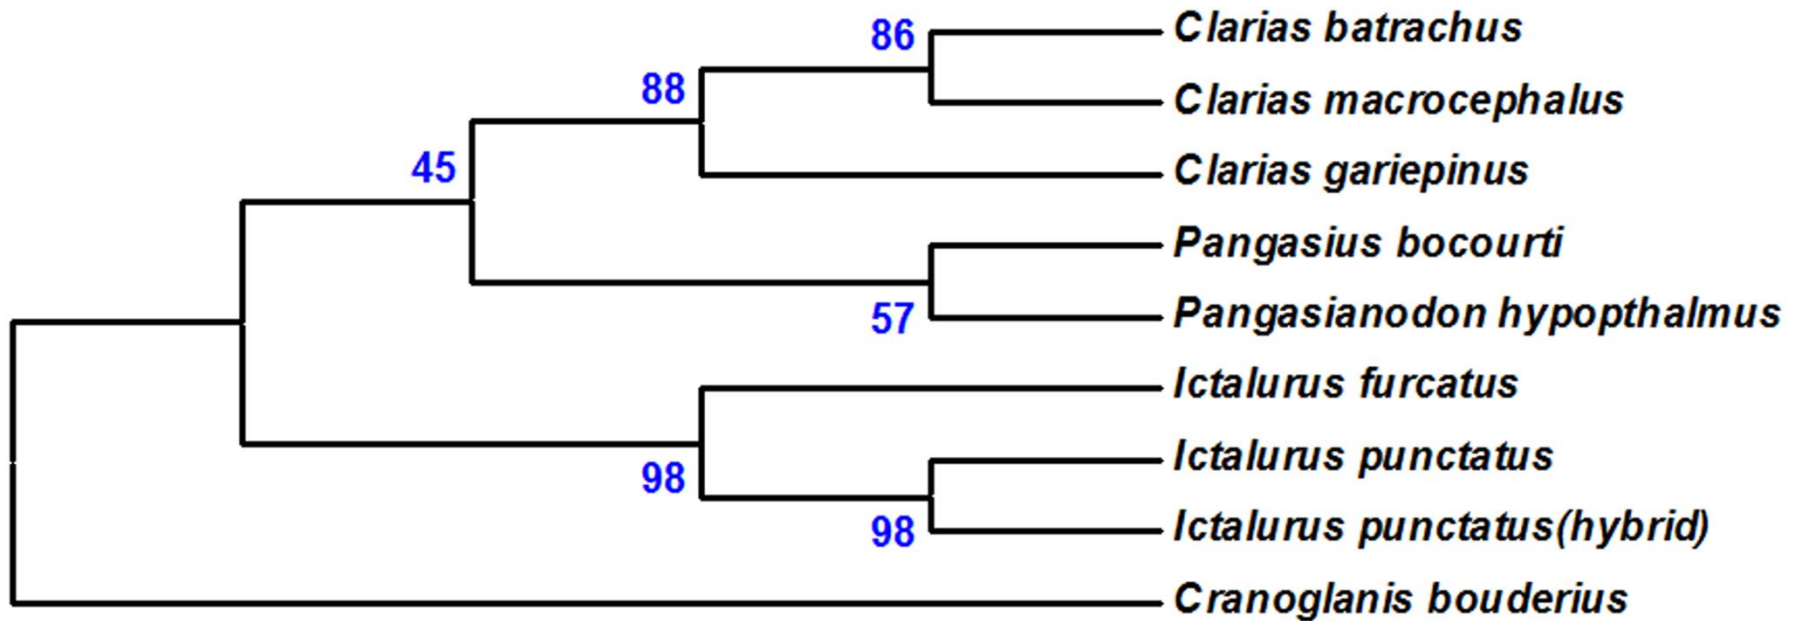 86
Clarias batrachus
88
Clarias macrocephalus
45
Clarias gariepinus
Pangasius bocourti
57
Pangasianodon hypopthalmus
Ictalurus furcatus
98
Ictalurus punctatus
98
Ictalurus punctatus(hybrid)
Cranoglanis bouderius